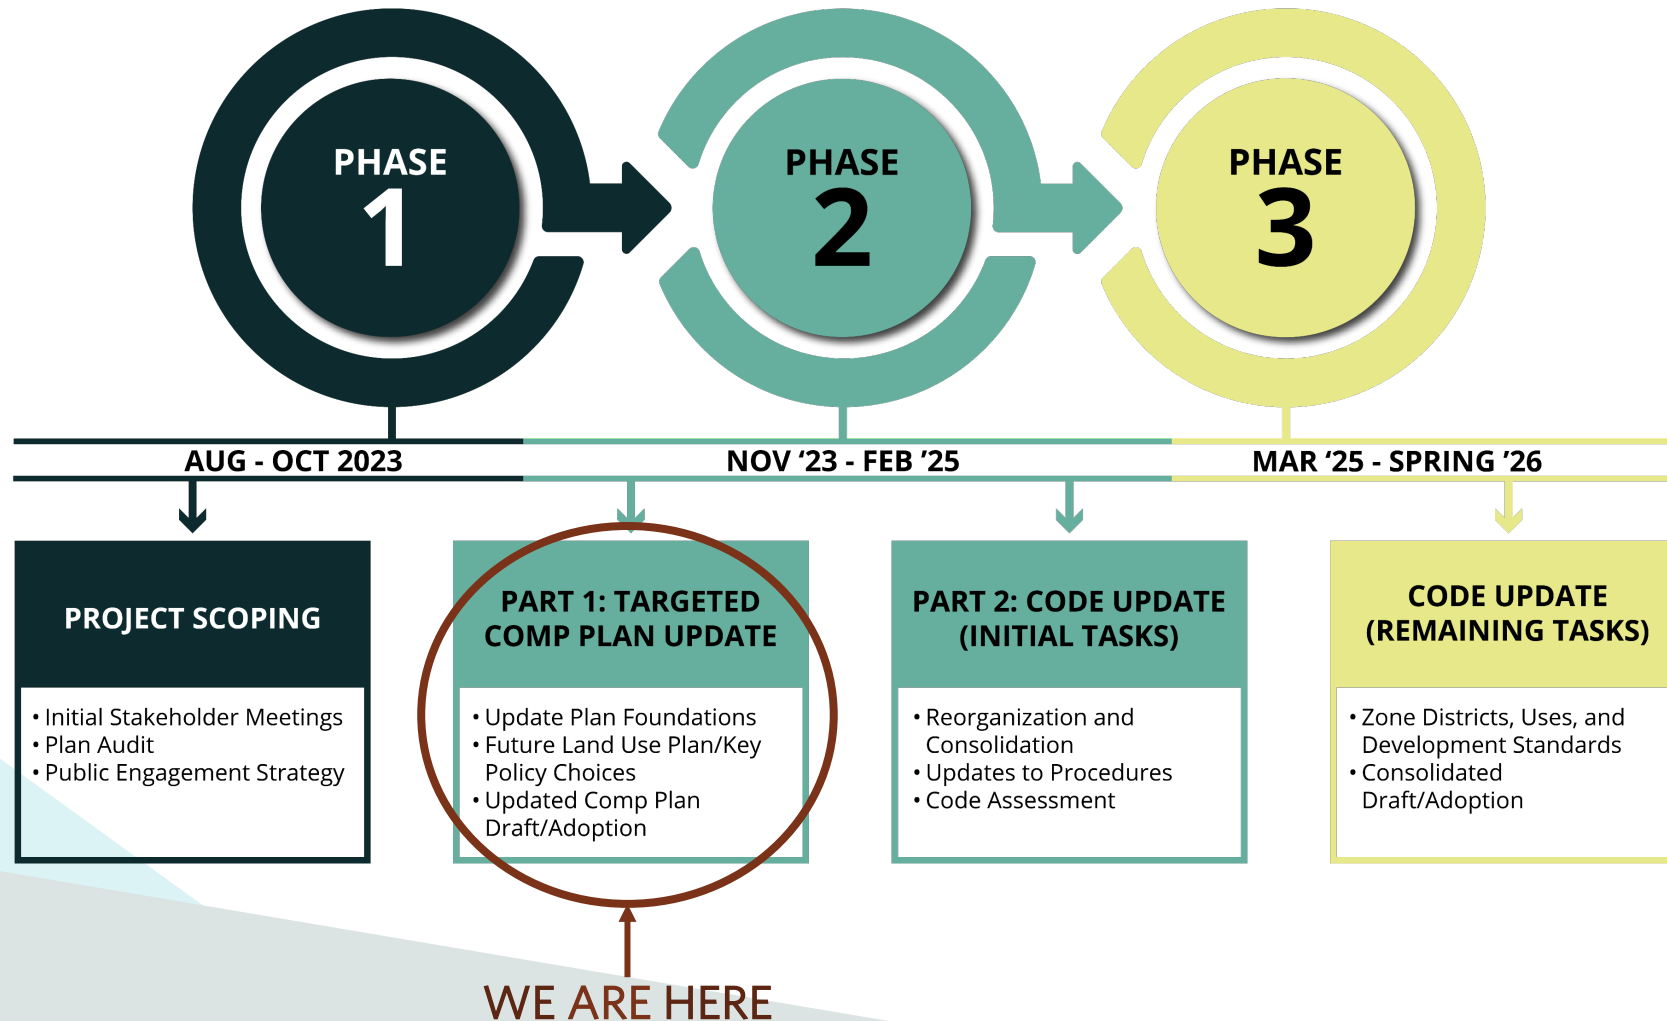 PHASE
1
PHASE
2
PHASE
3
AUG - OCT 2023
NOV ‘23 - FEB ’25
MAR ‘25 - SPRING ’26
PROJECT SCOPING
• Initial Stakeholder Meetings
• Plan Audit
• Public Engagement Strategy
PART 1: TARGETED
COMP PLAN UPDATE
• Update Plan Foundations
• Future Land Use Plan/Key
Policy Choices
• Updated Comp Plan
Draft/Adoption
PART 2: CODE UPDATE
(INITIAL TASKS)
• Reorganization and
Consolidation
• Updates to Procedures
• Code Assessment
CODE UPDATE
(REMAINING TASKS)
• Zone Districts, Uses, and
Development Standards
• Consolidated
Draft/Adoption
WE ARE HERE